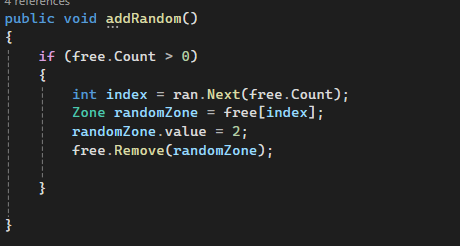 4 references
public void addRandom()
{
if (free.Count > 0)
{
int index = ran.Next(free.Count);
Zone randomZone = free[index];
randomZone.value = 2;
free.Remove(randomZone);
}
}